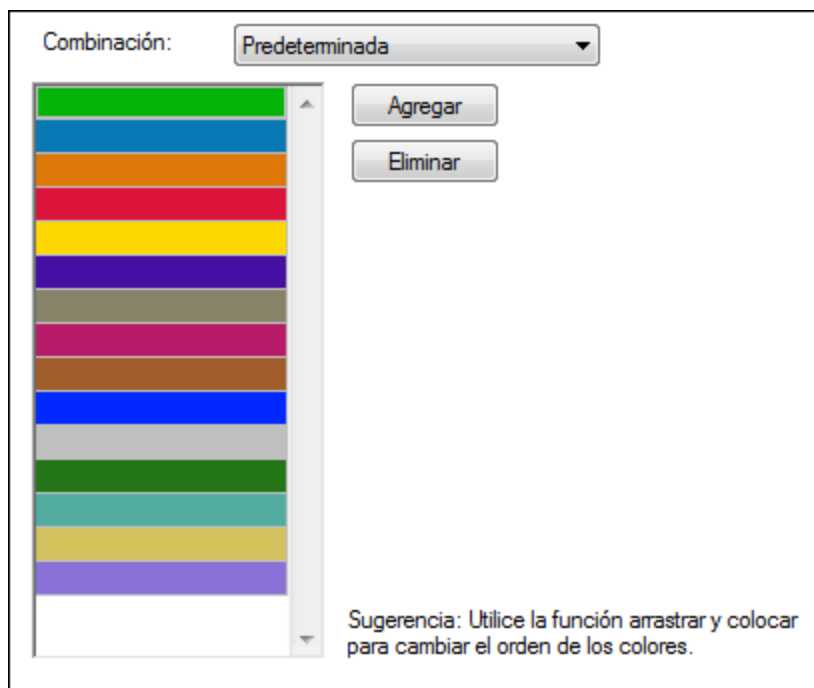 Combinación:
Predeterminada
Agregar
Eliminar
Sugerencia: Utilice la función arrastrar y colocar
para cambiar el orden de los colores.